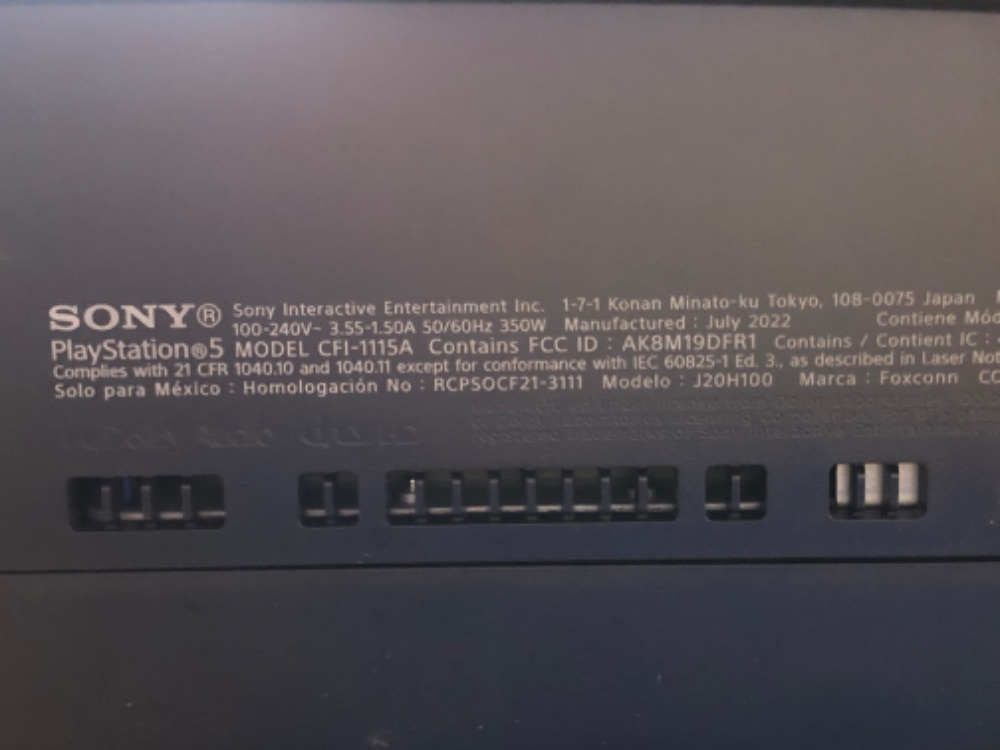 SONY® Sony Interactive Entertainment Inc. 1-7-1 Konan Minato-ku Tokyo, 108-0075 Japan
100-240V~ 3.55-1.50A 50/60Hz 350W Manufactured : July 2022 Contiene Mód
PlayStation®5 MODEL CFI-1115A Contains FCC ID : AK8M19DFR1 Contains / Contient IC :
Complies with 21 CFR 1040.10 and 1040.11 except for conformance with IEC 60825-1 Ed. 3., as described in Laser Not
Solo para México : Homologación No : RCPSOCF21-3111 Modelo : J20H100 Marca : Foxconn